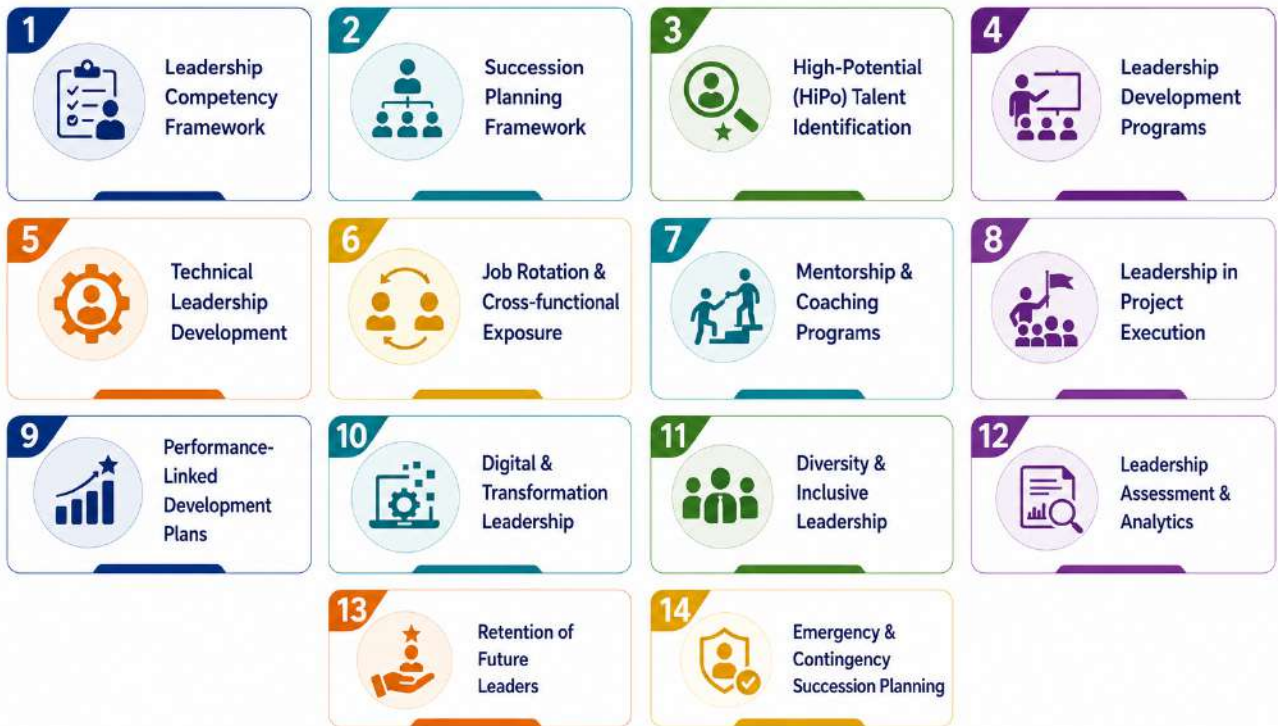 1
Leadership
Competency
Framework
2
Succession
Planning
Framework
3
High-Potential
(HiPo) Talent
Identification
4
Leadership
Development
Programs
5
Technical
Leadership
Development
6
Job Rotation &
Cross-functional
Exposure
7
Mentorship &
Coaching
Programs
8
Leadership in
Project
Execution
9
Performance-
Linked
Development
Plans
10
Digital &
Transformation
Leadership
11
Diversity &
Inclusive
Leadership
12
Leadership
Assessment &
Analytics
13
Retention of
Future
Leaders
14
Emergency &
Contingency
Succession Planning